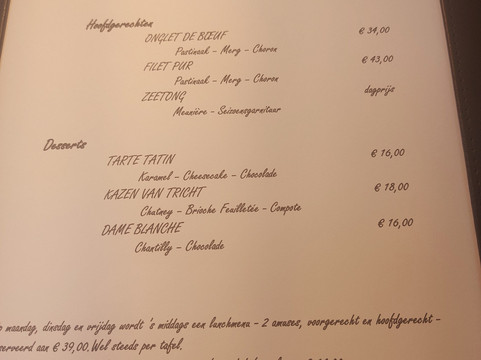 Hoofdgerechten
ONGLET DE BŒUF € 34,00
Pastinaak - Merg - Choron
FILET PUR € 43,00
Pastinaak - Merg - Choron
ZEETONG dagprijs
Meunière - Seizoensgarnituur
Desserts
TARTE TATIN € 16,00
Karamel - Cheesecake - Chocolade
KAZEN VAN TRICHT € 18,00
Chutney - Brioche Feuilletée - Compote
DAME BLANCHE € 16,00
Chantilly - Chocolade
maandag, dinsdag en vrijdag wordt 's middags een lunchmenu - 2 amuses, voorgerecht en hoofdgerecht -
serveerd aan € 39,00. Wel steeds per tafel.